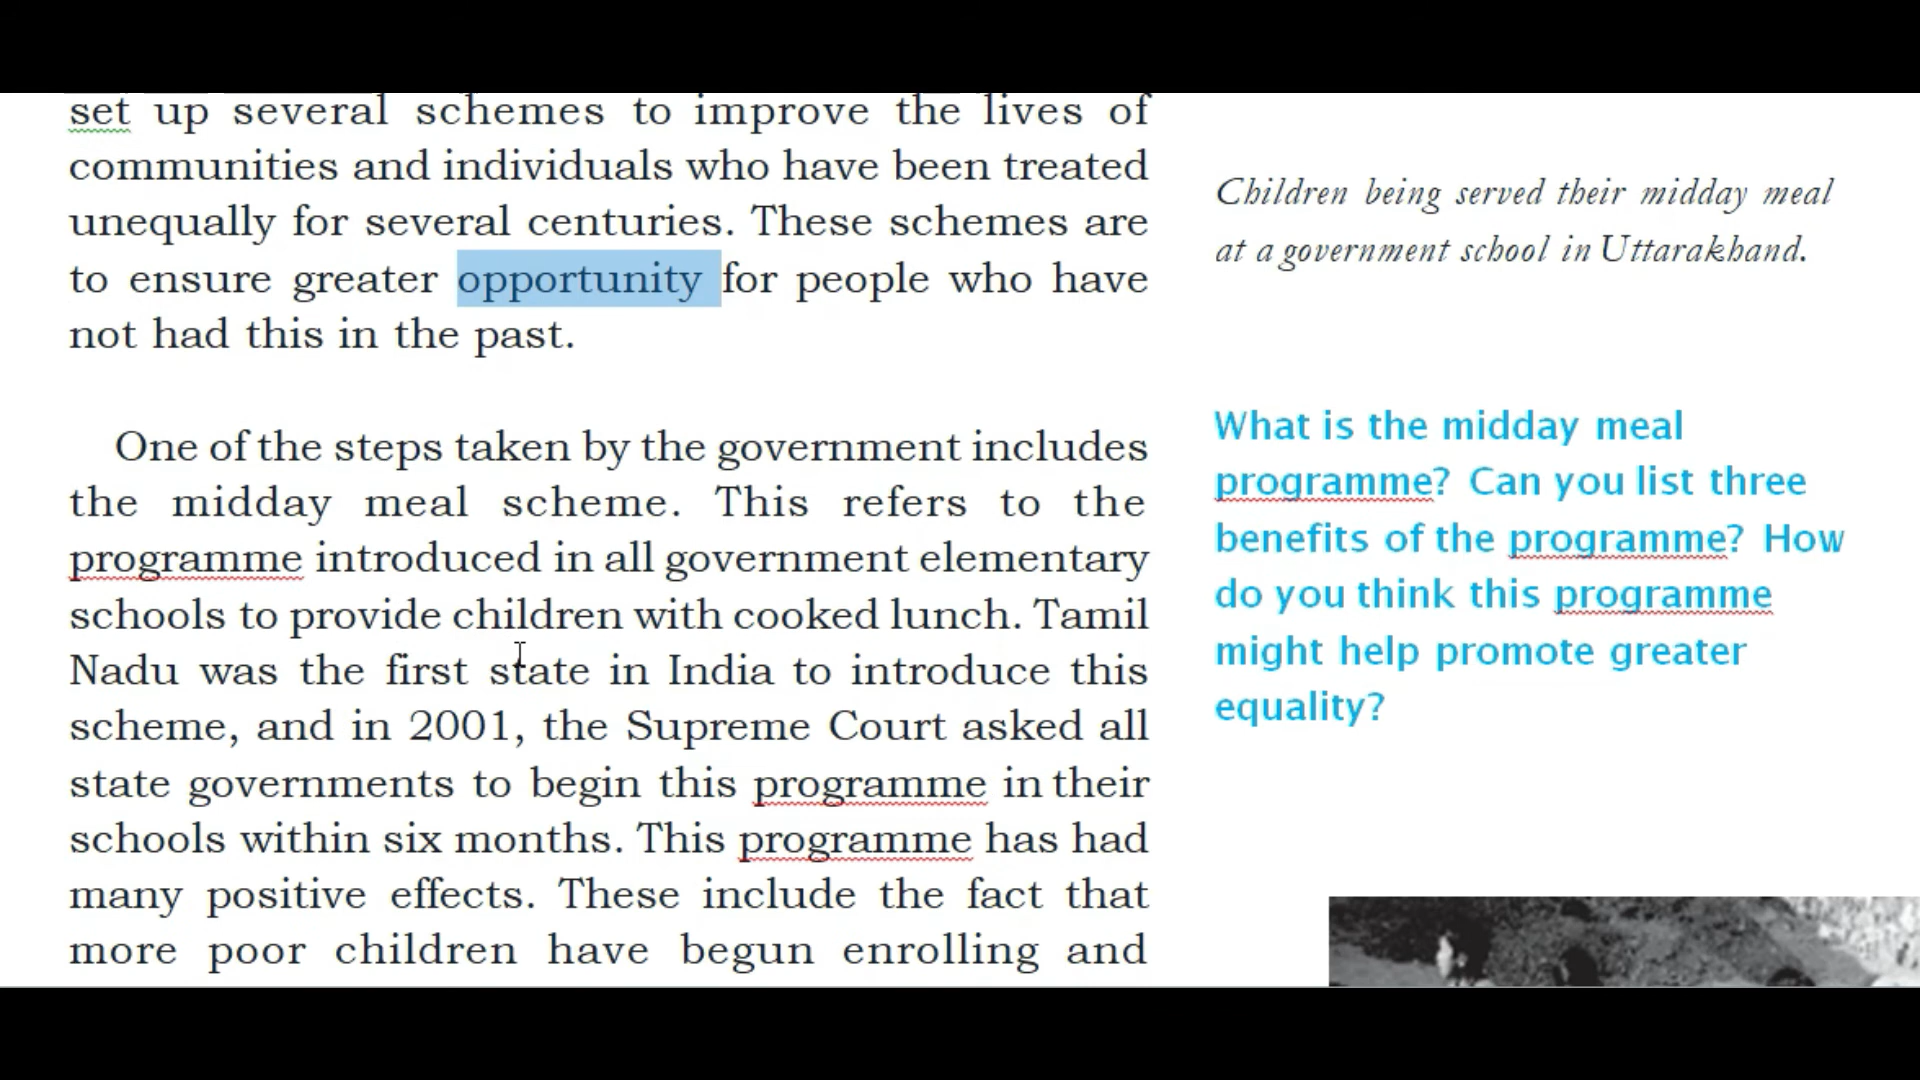 set up several schemes to improve the lives of
communities and individuals who have been treated
unequally for several centuries. These schemes are
to ensure greater opportunity for people who have
not had this in the past.
One of the steps taken by the government includes
the midday meal scheme. This refers to the
programme introduced in all government elementary
schools to provide children with cooked lunch. Tamil
Nadu was the first state in India to introduce this
scheme, and in 2001, the Supreme Court asked all
state governments to begin this programme in their
schools within six months. This programme has had
many positive effects. These include the fact that
more poor children have begun enrolling and
Children being served their midday meal
at a government school in Uttarakhand.
What is the midday meal
programme? Can you list three
benefits of the programme? How
do you think this programme
might help promote greater
equality?